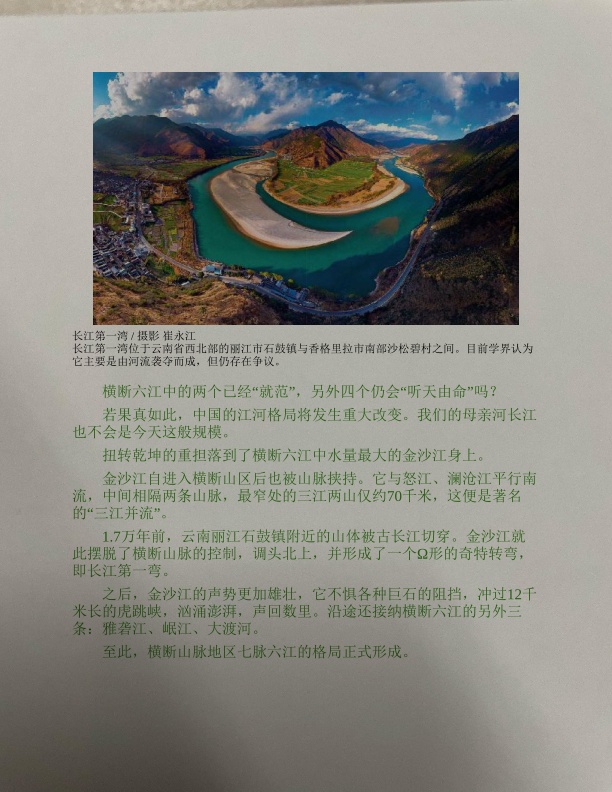 长江第一湾 / 摄影 崔永江
长江第一湾位于云南省西北部的丽江市石鼓镇与香格里拉市南部沙松碧村之间。目前学界认为
它主要是由河流袭夺而成，但仍存在争议。
横断六江中的两个已经“就范”，另外四个仍会“听天由命”吗？
若果真如此，中国的江河格局将发生重大改变。我们的母亲河长江
也不会是今天这般规模。
扭转乾坤的重担落到了横断六江中水量最大的金沙江身上。
金沙江自进入横断山区后也被山脉挟持。它与怒江、澜沧江平行南
流，中间相隔两条山脉，最窄处的三江两山仅约70千米，这便是著名
的“三江并流”。
1.7万年前，云南丽江石鼓镇附近的山体被古长江切穿。金沙江就
此摆脱了横断山脉的控制，调头北上，并形成了一个Ω形的奇特转弯，
即长江第一弯。
之后，金沙江的声势更加雄壮，它不惧各种巨石的阻挡，冲过12千
米长的虎跳峡，汹涌澎湃，声回数里。沿途还接纳横断六江的另外三
条：雅砻江、岷江、大渡河。
至此，横断山脉地区七脉六江的格局正式形成。